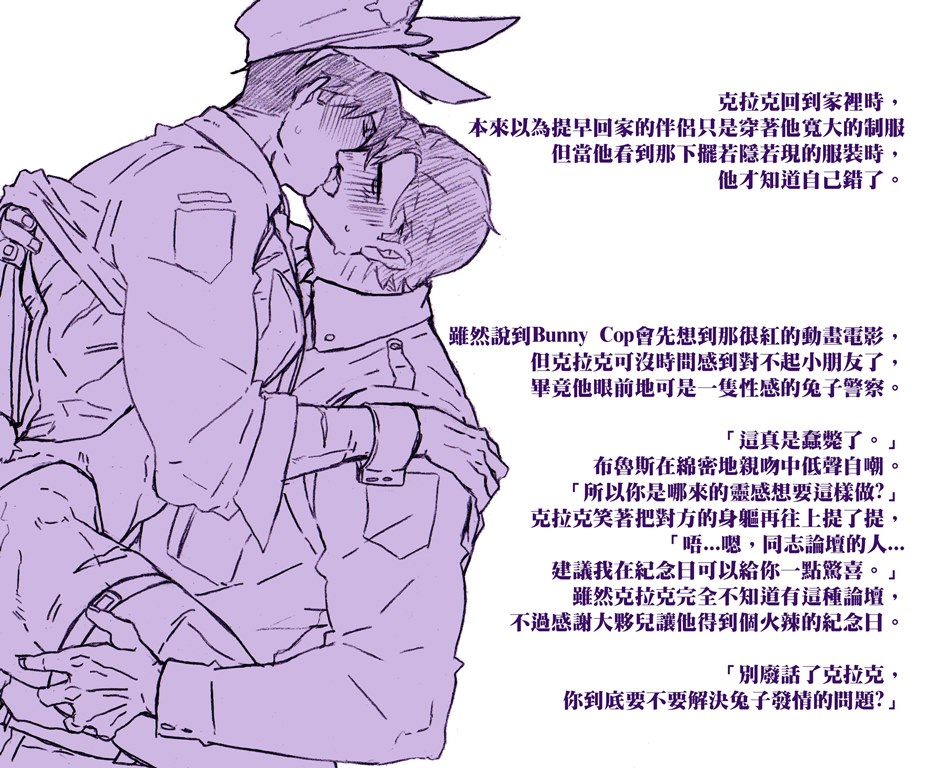 克拉克回到家裡時，
本來以為提早回家的伴侶只是穿著他寬大的制服
但當他看到那下擺若隱若現的服裝時，
他才知道自己錯了。
雖然說到Bunny Cop會先想到那很紅的動畫電影，
但克拉克可沒時間感到對不起小朋友了，
畢竟他眼前地可是一隻性感的兔子警察。
「這真是蠢斃了。」
布魯斯在綿密地親吻中低聲自嘲。
「所以你是哪來的靈感想要這樣做?」
克拉克笑著把對方的身軀再往上提了提，
「唔...嗯，同志論壇的人...
建議我在紀念日可以給你一點驚喜。」
雖然克拉克完全不知道有這種論壇，
不過感謝大夥兒讓他得到個火辣的紀念日。
「別廢話了克拉克，
你到底要不要解決兔子發情的問題?」